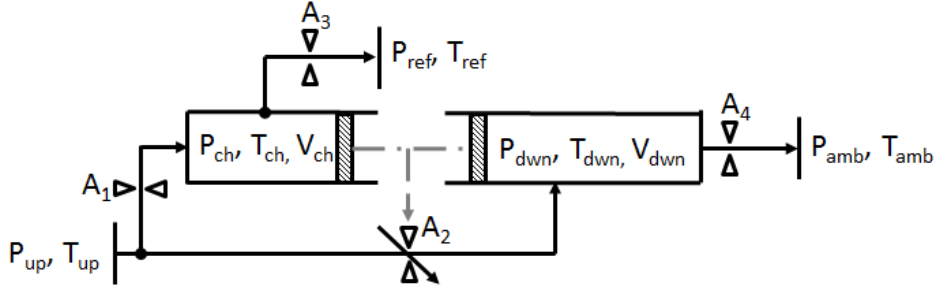 A3
Pref, Tref
Pch, Tch, Vch
Pdwn, Tdwn, Vdwn
A4
Pamb, Tamb
A1
A2
Pup, Tup